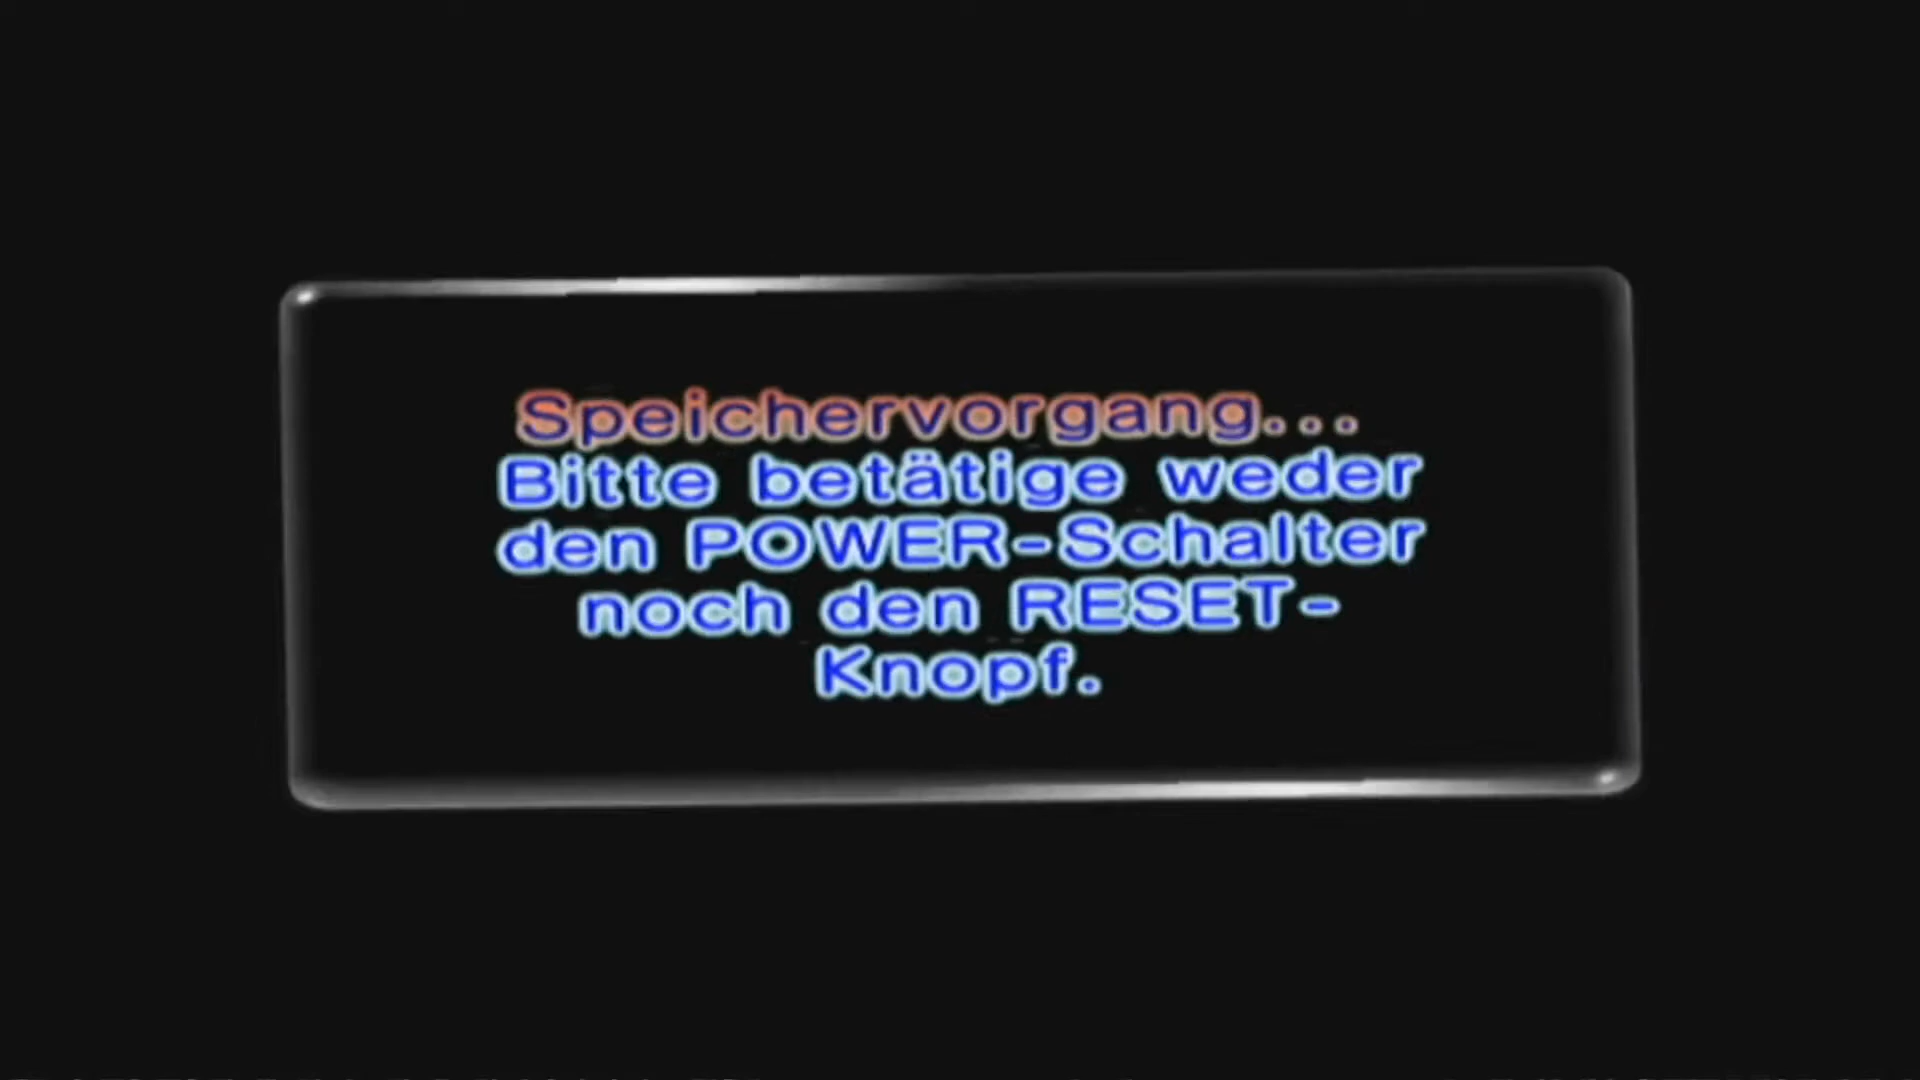 Speichervorgang...
Bitte betätige weder
den POWER-Schalter
noch den RESET-
Knopf.